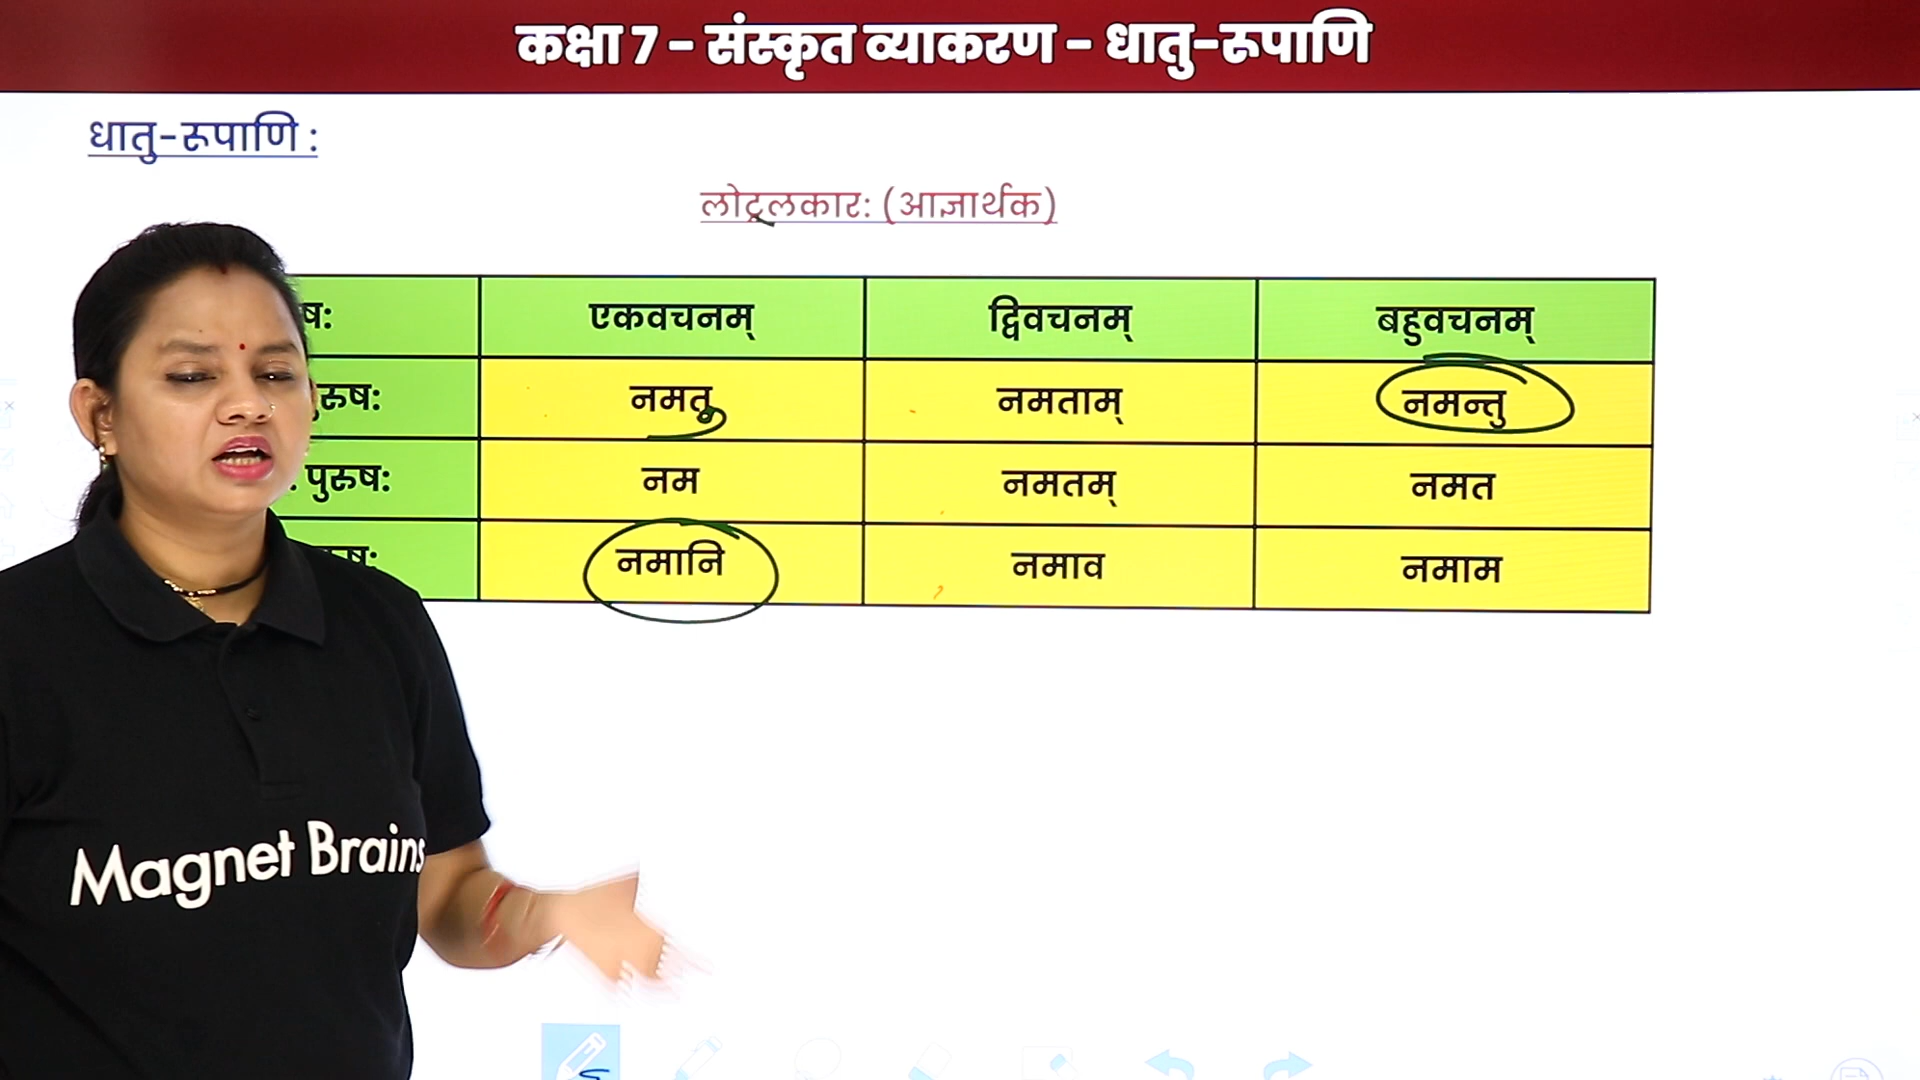 कक्षा 7 - संस्कृत व्याकरण - धातु-रूपाणि
धातु-रूपाणि :
लोट्लकार: (आज्ञार्थक)
एकवचनम् द्विवचनम् बहुवचनम्
नमतु नमताम् नमन्तु
पुरुष: नम नमतम् नमत
नमानि नमाव नमाम
Magnet Brains